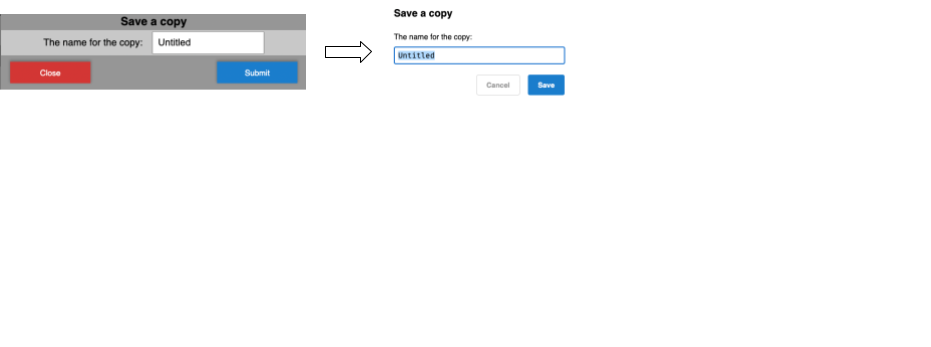 Save a copy
The name for the copy: Untitled
Close Submit
Save a copy
The name for the copy:
Untitled
Cancel Save